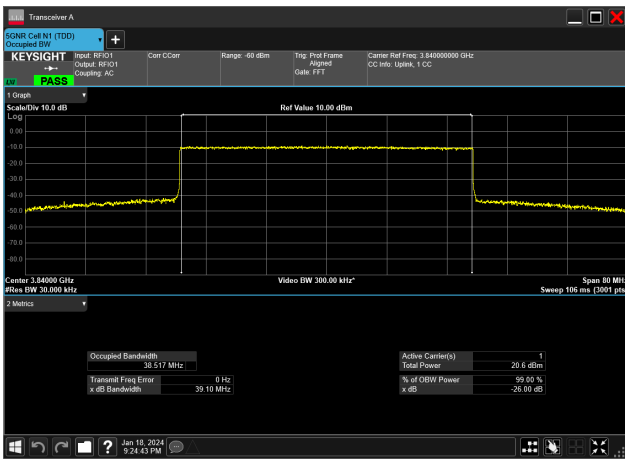 Transceiver A
5GNR Cell N1 (TDD)
Occupied BW
KEYSIGHT
Input: RFIO1
Output: RFIO1
Coupling: AC
Corr CCorr
Range: -60 dBm
Trig: Prot Frame
Aligned
Gate: FFT
Carrier Ref Freq: 3.840000000 GHz
CC Info: Uplink, 1 CC
PASS
1 Graph
Scale/Div 10.0 dB
Ref Value 10.00 dBm
Log
0.00
-10.0
-20.0
-30.0
-40.0
-50.0
-60.0
-70.0
-80.0
Center 3.84000 GHz
Video BW 300.00 kHz*
Span 80 MHz
#Res BW 30.000 kHz
Sweep 106 ms (3001 pts)
2 Metrics
Occupied Bandwidth
38.517 MHz
Active Carrier(s) 1
Total Power 20.6 dBm
Transmit Freq Error 0 Hz
x dB Bandwidth 39.10 MHz
% of OBW Power 99.00 %
x dB -26.00 dB
?
Jan 18, 2024
9:24:43 PM